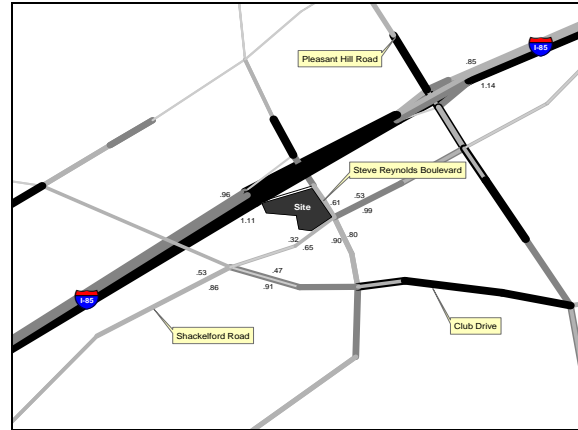 I-85
Pleasant Hill Road
.85
1.14
Steve Reynolds Boulevard
.96
.53
Site
.61
.99
1.11
.32
.80
.65
.90
.53
.47
.86
.91
I-85
Shackelford Road
Club Drive